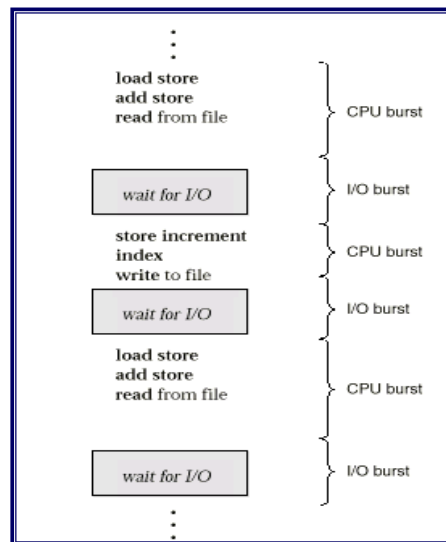 load store
add store
read from file
CPU burst
wait for I/O
I/O burst
store increment
index
write to file
CPU burst
wait for I/O
I/O burst
load store
add store
read from file
CPU burst
wait for I/O
I/O burst